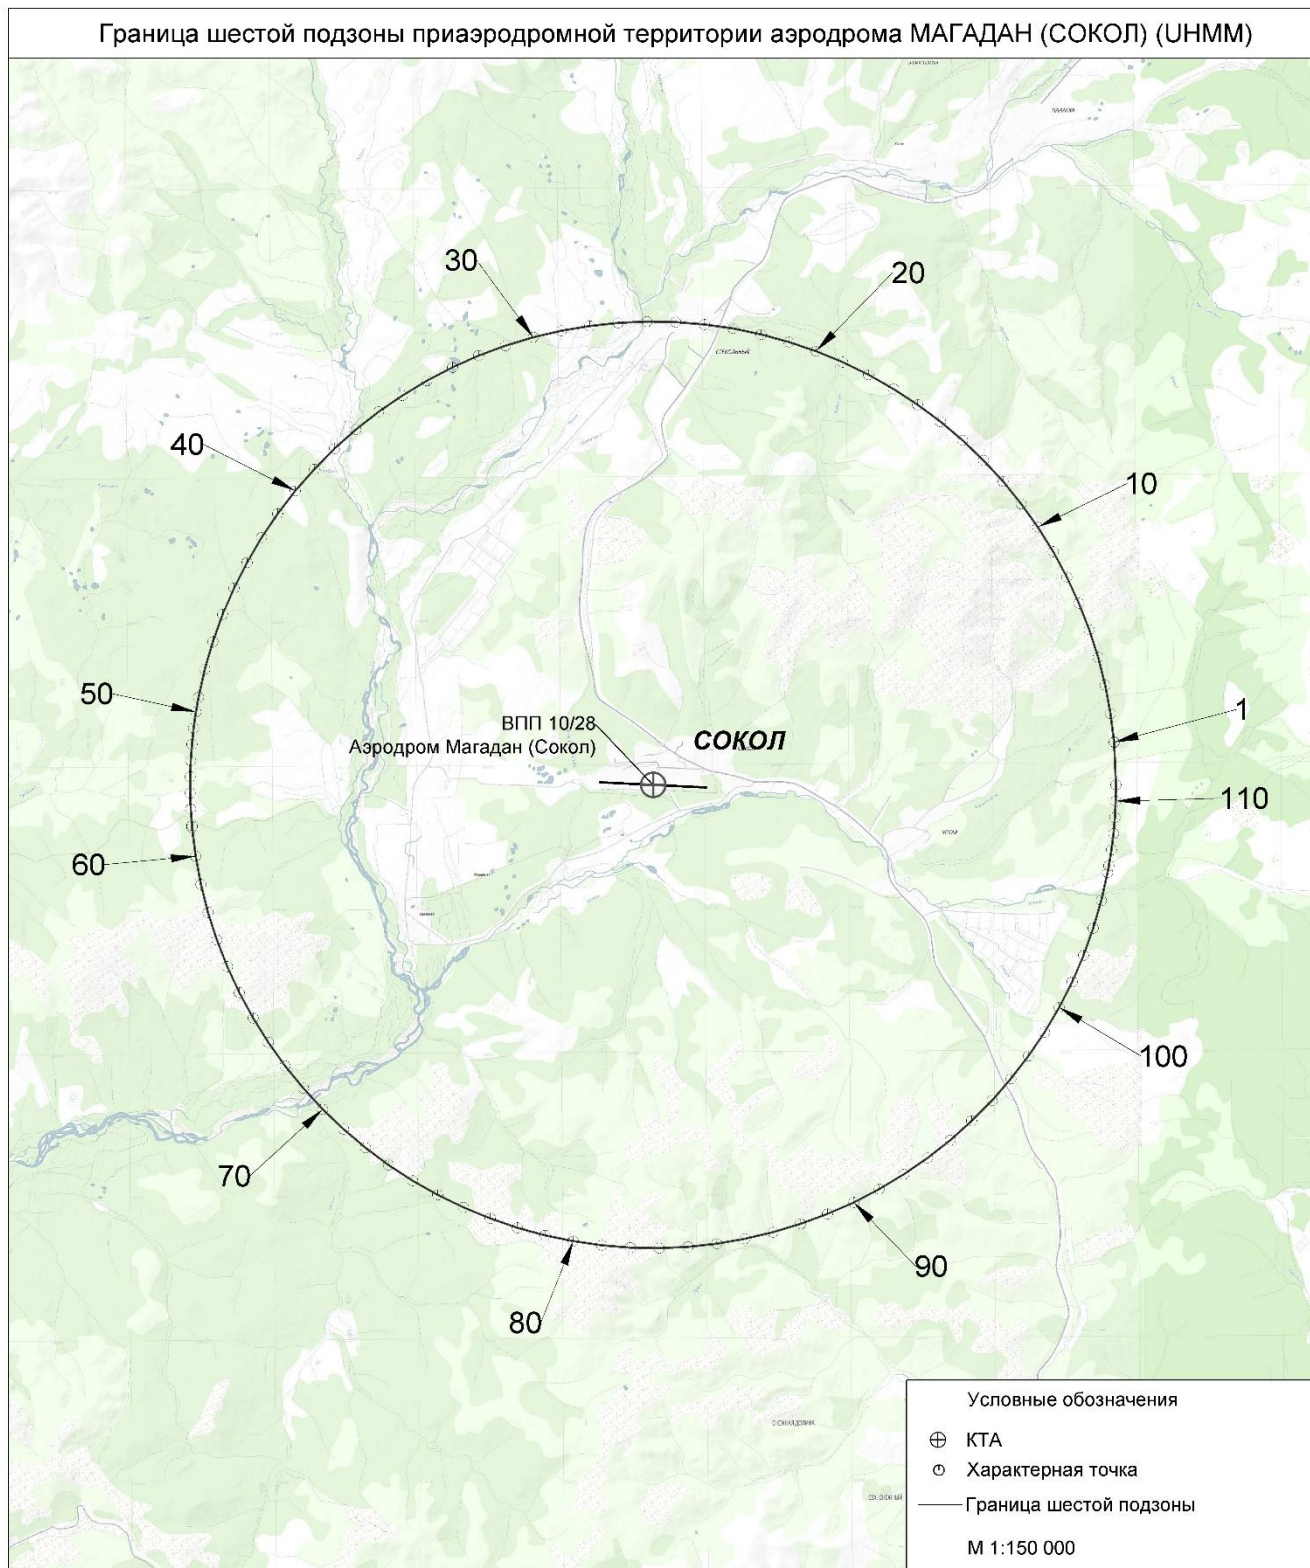 Граница шестой подзоны приаэродромной территории аэродрома МАГАДАН (СОКОЛ) (UHMM)
30
20
40
10
50
1
ВПП 10/28
Аэродром Магадан (Сокол)
СОКОЛ
110
60
100
70
90
80
Условные обозначения
КТА
Характерная точка
Граница шестой подзоны
М 1:150 000